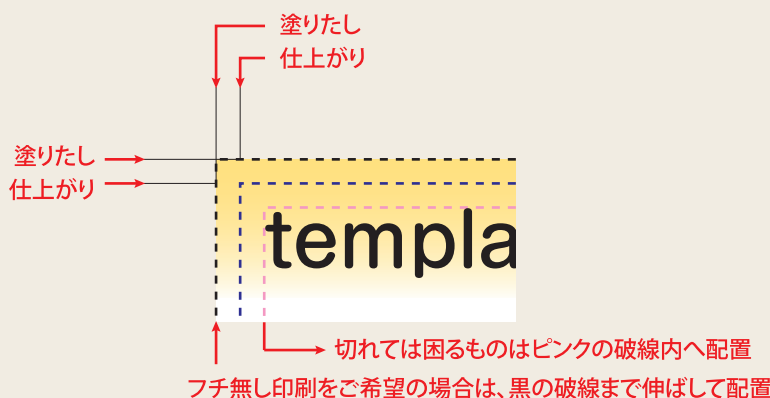 塗りたし
仕上がり
塗りたし
仕上がり
templa
切れては困るものはピンクの破線内へ配置
フチ無し印刷をご希望の場合は、黒の破線まで伸ばして配置